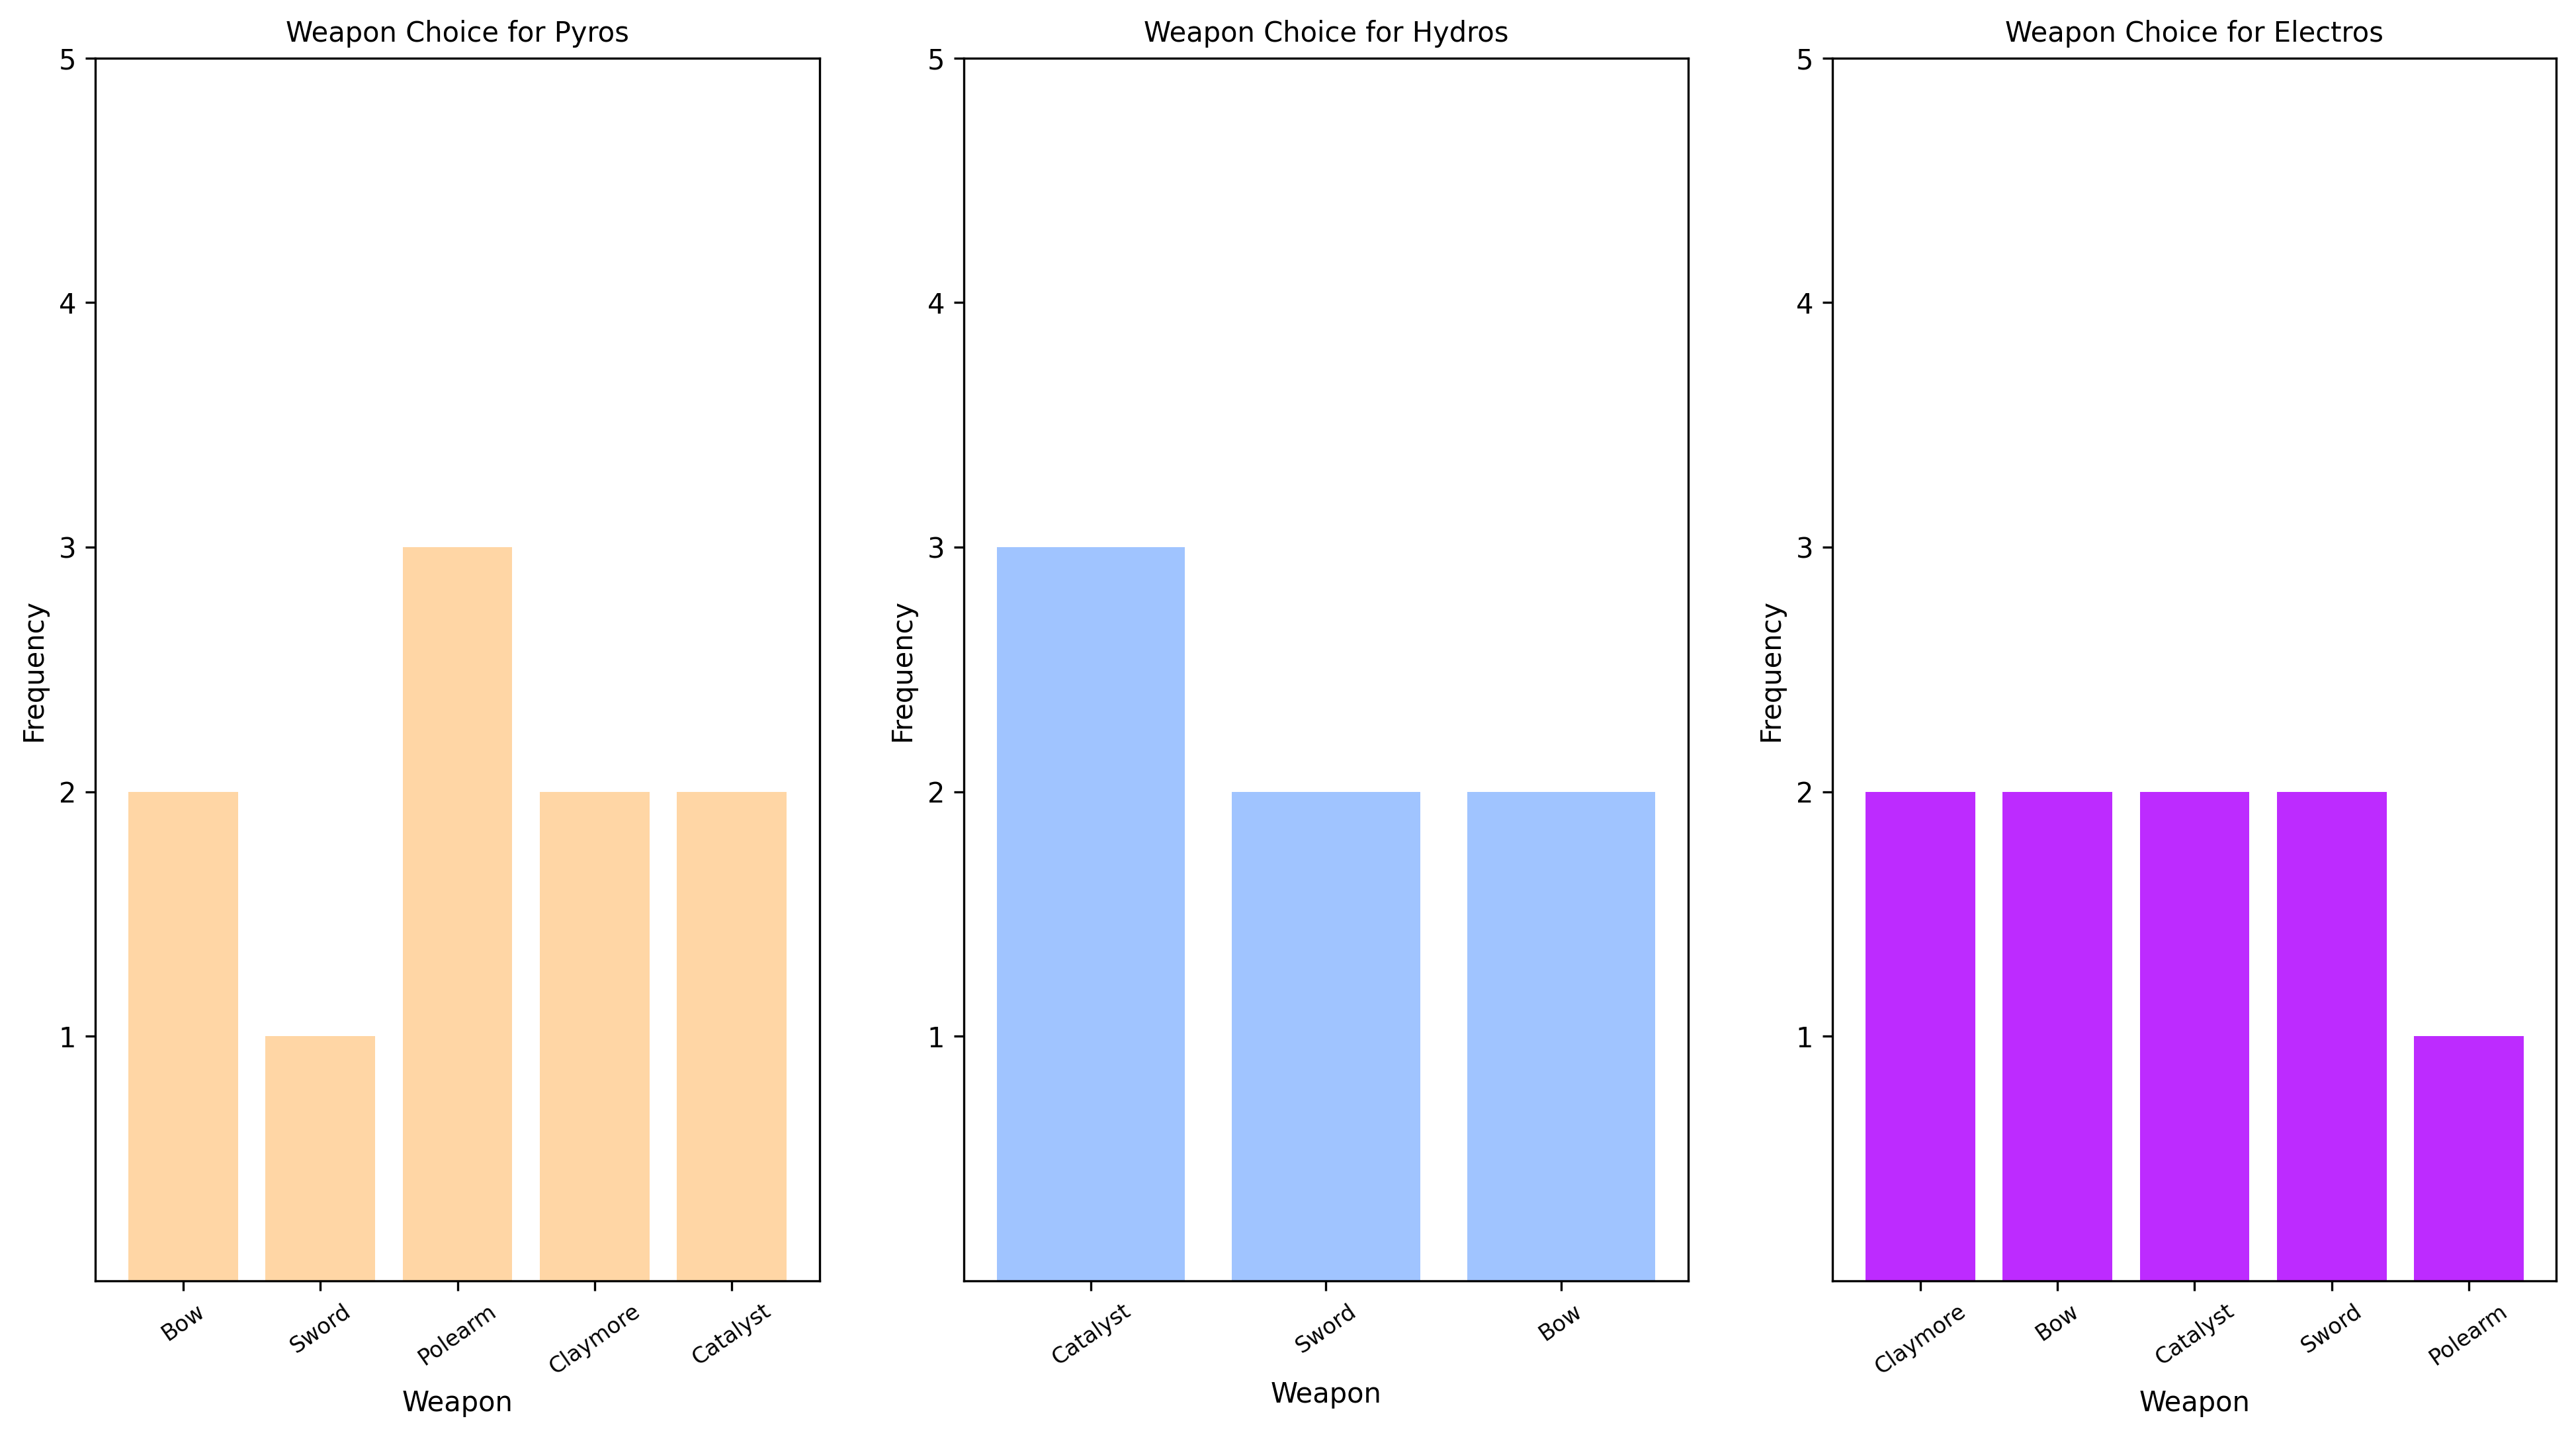 Weapon Choice for Pyros
5
4
3
2
1
Frequency
Bow
Sword
Polearm
Claymore
Catalyst
Weapon
Weapon Choice for Hydros
5
4
3
2
1
Frequency
Catalyst
Sword
Bow
Weapon
Weapon Choice for Electros
5
4
3
2
1
Frequency
Claymore
Bow
Catalyst
Sword
Polearm
Weapon